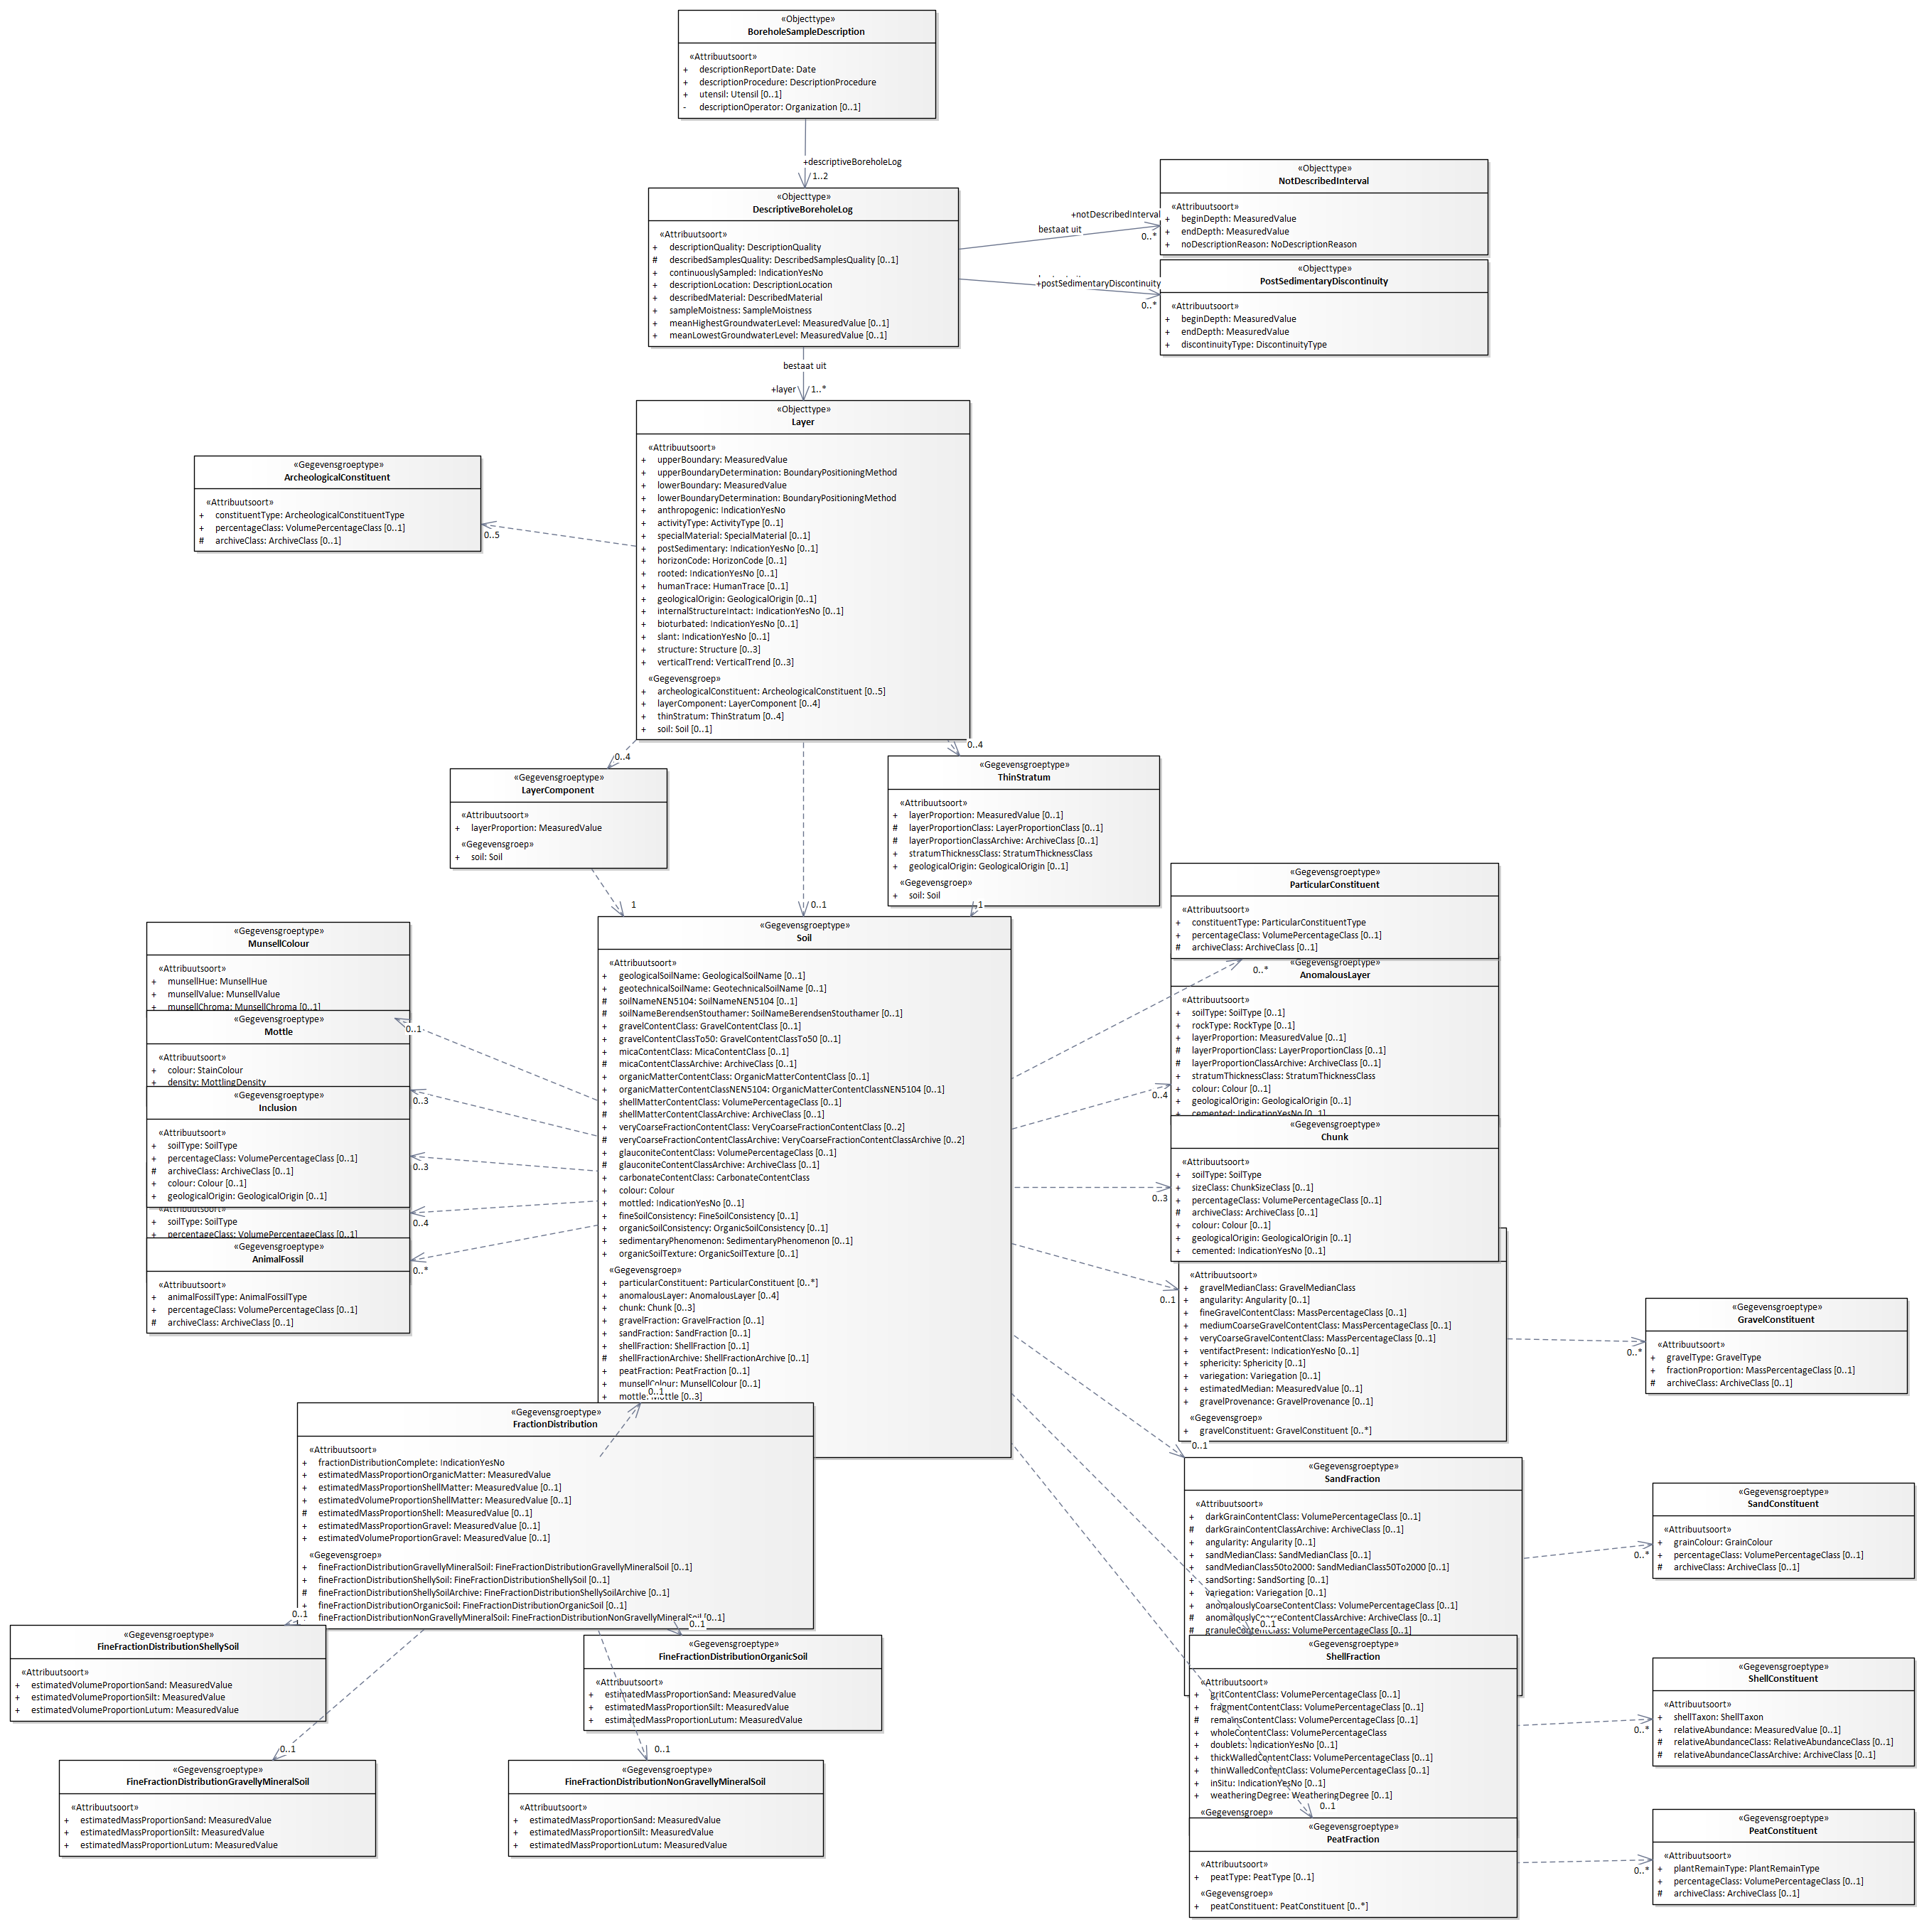 «Objecttype»
BoreholeSampleDescription
«Attribuutsoort»
+ descriptionReportDate: Date
+ descriptionProcedure: DescriptionProcedure
+ utensil: Utensil [0..1]
- descriptionOperator: Organization [0..1]
+descriptiveBoreholeLog
1..2
«Objecttype»
DescriptiveBoreholeLog
«Attribuutsoort»
+ descriptionQuality: DescriptionQuality
# describedSamplesQuality: DescribedSamplesQuality [0..1]
+ continuouslySampled: IndicationYesNo
+ descriptionLocation: DescriptionLocation
+ describedMaterial: DescribedMaterial
+ sampleMoistness: SampleMoistness
+ meanHighestGroundwaterLevel: MeasuredValue [0..1]
+ meanLowestGroundwaterLevel: MeasuredValue [0..1]
+notDescribedInterval
bestaat uit
0..*
«Objecttype»
NotDescribedInterval
«Attribuutsoort»
+ beginDepth: MeasuredValue
+ endDepth: MeasuredValue
+ noDescriptionReason: NoDescriptionReason
+postSedimentaryDiscontinuity
0..*
«Objecttype»
PostSedimentaryDiscontinuity
«Attribuutsoort»
+ beginDepth: MeasuredValue
+ endDepth: MeasuredValue
+ discontinuityType: DiscontinuityType
bestaat uit
+layer 1..*
«Objecttype»
Layer
«Attribuutsoort»
+ upperBoundary: MeasuredValue
+ upperBoundaryDetermination: BoundaryPositioningMethod
+ lowerBoundary: MeasuredValue
+ lowerBoundaryDetermination: BoundaryPositioningMethod
+ anthropogenic: IndicationYesNo
+ activityType: ActivityType [0..1]
+ specialMaterial: SpecialMaterial [0..1]
+ postSedimentary: IndicationYesNo [0..1]
+ horizonCode: HorizonCode [0..1]
+ rooted: IndicationYesNo [0..1]
+ humanTrace: HumanTrace [0..1]
+ geologicalOrigin: GeologicalOrigin [0..1]
+ internalStructureIntact: IndicationYesNo [0..1]
+ bioturbated: IndicationYesNo [0..1]
+ slant: IndicationYesNo [0..1]
+ structure: Structure [0..3]
+ verticalTrend: VerticalTrend [0..3]
«Gegevensgroep»
+ archeologicalConstituent: ArcheologicalConstituent [0..5]
+ layerComponent: LayerComponent [0..4]
+ thinStratum: ThinStratum [0..4]
+ soil: Soil [0..1]
«Gegevensgroeptype»
ArcheologicalConstituent
«Attribuutsoort»
+ constituentType: ArcheologicalConstituentType
+ percentageClass: VolumePercentageClass [0..1]
# archiveClass: ArchiveClass [0..1]
0..5
0..4
0..4
«Gegevensgroeptype»
LayerComponent
«Attribuutsoort»
+ layerProportion: MeasuredValue
«Gegevensgroep»
+ soil: Soil
«Gegevensgroeptype»
ThinStratum
«Attribuutsoort»
+ layerProportion: MeasuredValue [0..1]
# layerProportionClass: LayerProportionClass [0..1]
# layerProportionClassArchive: ArchiveClass [0..1]
+ stratumThicknessClass: StratumThicknessClass
+ geologicalOrigin: GeologicalOrigin [0..1]
«Gegevensgroep»
+ soil: Soil
1
0..1
1
«Gegevensgroeptype»
Soil
«Attribuutsoort»
+ geologicalSoilName: GeologicalSoilName [0..1]
+ geotechnicalSoilName: GeotechnicalSoilName [0..1]
# soilNameNEN5104: SoilNameNEN5104 [0..1]
# soilNameBerendsenStouthamer: SoilNameBerendsenStouthamer [0..1]
+ gravelContentClass: GravelContentClass [0..1]
+ gravelContentClassTo50: GravelContentClassTo50 [0..1]
+ micaContentClass: MicaContentClass [0..1]
# micaContentClassArchive: ArchiveClass [0..1]
+ organicMatterContentClass: OrganicMatterContentClass [0..1]
+ organicMatterContentClassNEN5104: OrganicMatterContentClassNEN5104 [0..1]
+ shellMatterContentClass: VolumePercentageClass [0..1]
# shellMatterContentClassArchive: ArchiveClass [0..1]
+ veryCoarseFractionContentClass: VeryCoarseFractionContentClass [0..2]
# veryCoarseFractionContentClassArchive: VeryCoarseFractionContentClassArchive [0..2]
+ glauconiteContentClass: VolumePercentageClass [0..1]
# glauconiteContentClassArchive: ArchiveClass [0..1]
+ carbonateContentClass: CarbonateContentClass
+ colour: Colour
+ mottled: IndicationYesNo [0..1]
+ fineSoilConsistency: FineSoilConsistency [0..1]
+ organicSoilConsistency: OrganicSoilConsistency [0..1]
+ sedimentaryPhenomenon: SedimentaryPhenomenon [0..1]
+ organicSoilTexture: OrganicSoilTexture [0..1]
«Gegevensgroep»
+ particularConstituent: ParticularConstituent [0..*]
+ anomalousLayer: AnomalousLayer [0..4]
+ chunk: Chunk [0..3]
+ gravelFraction: GravelFraction [0..1]
+ sandFraction: SandFraction [0..1]
+ shellFraction: ShellFraction [0..1]
# shellFractionArchive: ShellFractionArchive [0..1]
+ peatFraction: PeatFraction [0..1]
+ munsellColour: MunsellColour [0..1]
+ mottle: Mottle [0..3]
0..1
«Gegevensgroeptype»
MunsellColour
«Attribuutsoort»
+ munsellHue: MunsellHue
+ munsellValue: MunsellValue
+ munsellChroma: MunsellChroma [0..1]
0..1
«Gegevensgroeptype»
Mottle
«Attribuutsoort»
+ colour: StainColour
+ density: MottlingDensity
0..3
«Gegevensgroeptype»
Inclusion
«Attribuutsoort»
+ soilType: SoilType
+ percentageClass: VolumePercentageClass [0..1]
# archiveClass: ArchiveClass [0..1]
+ colour: Colour [0..1]
+ geologicalOrigin: GeologicalOrigin [0..1]
0..3
«Attribuutsoort»
+ soilType: SoilType
+ percentageClass: VolumePercentageClass [0..1]
0..4
«Gegevensgroeptype»
AnimalFossil
«Attribuutsoort»
+ animalFossilType: AnimalFossilType
+ percentageClass: VolumePercentageClass [0..1]
# archiveClass: ArchiveClass [0..1]
0..*
«Gegevensgroeptype»
ParticularConstituent
«Attribuutsoort»
+ constituentType: ParticularConstituentType
+ percentageClass: VolumePercentageClass [0..1]
# archiveClass: ArchiveClass [0..1]
0..*
«Gegevensgroeptype»
AnomalousLayer
«Attribuutsoort»
+ soilType: SoilType [0..1]
+ rockType: RockType [0..1]
+ layerProportion: MeasuredValue [0..1]
# layerProportionClass: LayerProportionClass [0..1]
# layerProportionClassArchive: ArchiveClass [0..1]
+ stratumThicknessClass: StratumThicknessClass
+ colour: Colour [0..1]
+ geologicalOrigin: GeologicalOrigin [0..1]
+ cemented: IndicationYesNo [0..1]
0..4
«Gegevensgroeptype»
Chunk
«Attribuutsoort»
+ soilType: SoilType
+ sizeClass: ChunkSizeClass [0..1]
+ percentageClass: VolumePercentageClass [0..1]
# archiveClass: ArchiveClass [0..1]
+ colour: Colour [0..1]
+ geologicalOrigin: GeologicalOrigin [0..1]
+ cemented: IndicationYesNo [0..1]
0..3
«Attribuutsoort»
+ gravelMedianClass: GravelMedianClass
+ angularity: Angularity [0..1]
+ fineGravelContentClass: MassPercentageClass [0..1]
+ mediumCoarseGravelContentClass: MassPercentageClass [0..1]
+ veryCoarseGravelContentClass: MassPercentageClass [0..1]
+ ventifactPresent: IndicationYesNo [0..1]
+ sphericity: Sphericity [0..1]
+ variegation: Variegation [0..1]
+ estimatedMedian: MeasuredValue [0..1]
+ gravelProvenance: GravelProvenance [0..1]
«Gegevensgroep»
+ gravelConstituent: GravelConstituent [0..*]
0..1
0..*
«Gegevensgroeptype»
GravelConstituent
«Attribuutsoort»
+ gravelType: GravelType
+ fractionProportion: MassPercentageClass [0..1]
# archiveClass: ArchiveClass [0..1]
0..1
«Gegevensgroeptype»
SandFraction
«Attribuutsoort»
+ darkGrainContentClass: VolumePercentageClass [0..1]
# darkGrainContentClassArchive: ArchiveClass [0..1]
+ angularity: Angularity [0..1]
+ sandMedianClass: SandMedianClass [0..1]
+ sandMedianClass50to2000: SandMedianClass50To2000 [0..1]
+ sandSorting: SandSorting [0..1]
+ variegation: Variegation [0..1]
+ anomalouslyCoarseContentClass: VolumePercentageClass [0..1]
# anomalouslyCoarseContentClassArchive: ArchiveClass [0..1]
# granuleContentClass: VolumePercentageClass [0..1]
0..*
«Gegevensgroeptype»
SandConstituent
«Attribuutsoort»
+ grainColour: GrainColour
+ percentageClass: VolumePercentageClass [0..1]
# archiveClass: ArchiveClass [0..1]
0..1
«Gegevensgroeptype»
ShellFraction
«Attribuutsoort»
+ gritContentClass: VolumePercentageClass [0..1]
+ fragmentContentClass: VolumePercentageClass [0..1]
# remainsContentClass: VolumePercentageClass [0..1]
+ wholeContentClass: VolumePercentageClass
+ doublets: IndicationYesNo [0..1]
+ thickWalledContentClass: VolumePercentageClass [0..1]
+ thinWalledContentClass: VolumePercentageClass [0..1]
+ inSitu: IndicationYesNo [0..1]
+ weatheringDegree: WeatheringDegree [0..1]
«Gegevensgroep»
0..*
«Gegevensgroeptype»
ShellConstituent
«Attribuutsoort»
+ shellTaxon: ShellTaxon
+ relativeAbundance: MeasuredValue [0..1]
# relativeAbundanceClass: RelativeAbundanceClass [0..1]
# relativeAbundanceClassArchive: ArchiveClass [0..1]
0..1
«Gegevensgroeptype»
PeatFraction
«Attribuutsoort»
+ peatType: PeatType [0..1]
«Gegevensgroep»
+ peatConstituent: PeatConstituent [0..*]
0..*
«Gegevensgroeptype»
PeatConstituent
«Attribuutsoort»
+ plantRemainType: PlantRemainType
+ percentageClass: VolumePercentageClass [0..1]
# archiveClass: ArchiveClass [0..1]
«Gegevensgroeptype»
FractionDistribution
«Attribuutsoort»
+ fractionDistributionComplete: IndicationYesNo
+ estimatedMassProportionOrganicMatter: MeasuredValue
+ estimatedMassProportionShellMatter: MeasuredValue [0..1]
+ estimatedVolumeProportionShellMatter: MeasuredValue [0..1]
# estimatedMassProportionShell: MeasuredValue [0..1]
+ estimatedMassProportionGravel: MeasuredValue [0..1]
+ estimatedVolumeProportionGravel: MeasuredValue [0..1]
«Gegevensgroep»
+ fineFractionDistributionGravellyMineralSoil: FineFractionDistributionGravellyMineralSoil [0..1]
+ fineFractionDistributionShellySoil: FineFractionDistributionShellySoil [0..1]
# fineFractionDistributionShellySoilArchive: FineFractionDistributionShellySoilArchive [0..1]
+ fineFractionDistributionOrganicSoil: FineFractionDistributionOrganicSoil [0..1]
fineFractionDistributionNonGravellyMineralSoil: FineFractionDistributionNonGravellyMineralSoil [0..1]
0..1
0..1
«Gegevensgroeptype»
FineFractionDistributionShellySoil
«Attribuutsoort»
+ estimatedVolumeProportionSand: MeasuredValue
+ estimatedVolumeProportionSilt: MeasuredValue
+ estimatedVolumeProportionLutum: MeasuredValue
«Gegevensgroeptype»
FineFractionDistributionOrganicSoil
«Attribuutsoort»
+ estimatedMassProportionSand: MeasuredValue
+ estimatedMassProportionSilt: MeasuredValue
+ estimatedMassProportionLutum: MeasuredValue
0..1
0..1
«Gegevensgroeptype»
FineFractionDistributionGravellyMineralSoil
«Attribuutsoort»
+ estimatedMassProportionSand: MeasuredValue
+ estimatedMassProportionSilt: MeasuredValue
+ estimatedMassProportionLutum: MeasuredValue
«Gegevensgroeptype»
FineFractionDistributionNonGravellyMineralSoil
«Attribuutsoort»
+ estimatedMassProportionSand: MeasuredValue
+ estimatedMassProportionSilt: MeasuredValue
+ estimatedMassProportionLutum: MeasuredValue